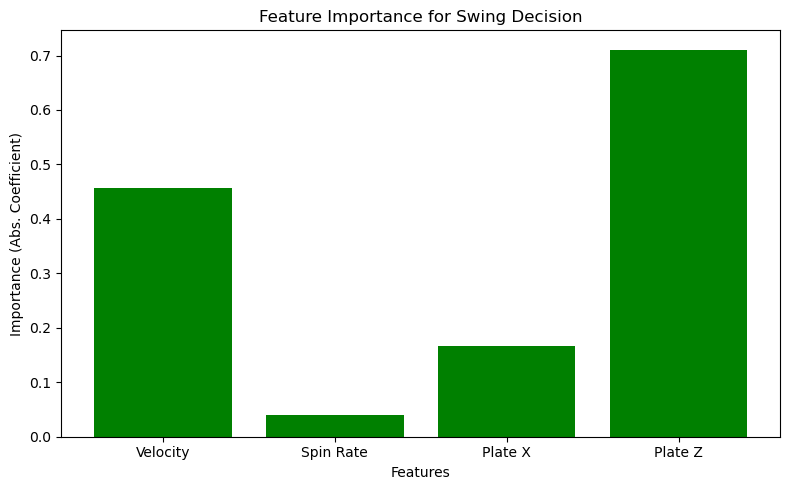 Feature Importance for Swing Decision
Importance (Abs. Coefficient)
0.7
0.6
0.5
0.4
0.3
0.2
0.1
0.0
Velocity
Spin Rate
Plate X
Plate Z
Features